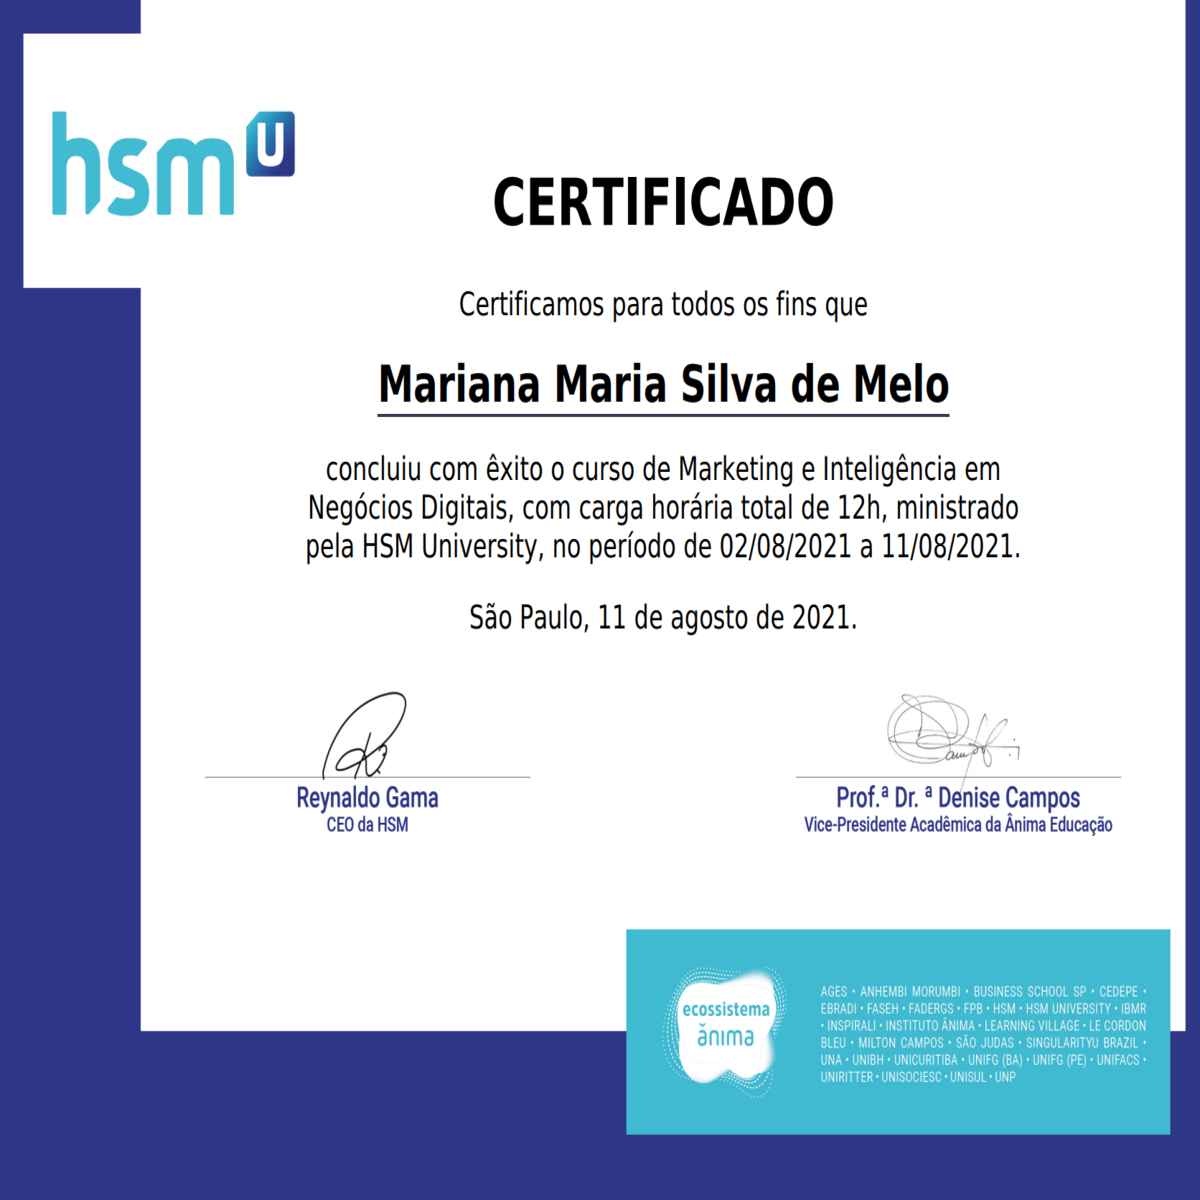 hsm U
CERTIFICADO
Certificamos para todos os fins que
Mariana Maria Silva de Melo
concluiu com êxito o curso de Marketing e Inteligência em
Negócios Digitais, com carga horária total de 12h, ministrado
pela HSM University, no período de 02/08/2021 a 11/08/2021.
São Paulo, 11 de agosto de 2021.
Reynaldo Gama
CEO da HSM
Prof.ª Dr. ª Denise Campos
Vice-Presidente Acadêmica da Ânima Educação
ecossistema
ănıma
AGES • ANHEMBI MORUMBI • BUSINESS SCHOOL SP • CEDEPE •
EBRADI • FASEH • FADERGS • FPB • HSM • HSM UNIVERSITY • IBMR
• INSPIRALI • INSTITUTO ÂNIMA • LEARNING VILLAGE • LE CORDON
BLEU • MILTON CAMPOS • SÃO JUDAS • SINGULARITYU BRAZIL •
UNA • UNIBH • UNICURITIBA • UNIFG (BA) • UNIFG (PE) • UNIFACS •
UNIRITTER • UNISOCIESC • UNISUL • UNP